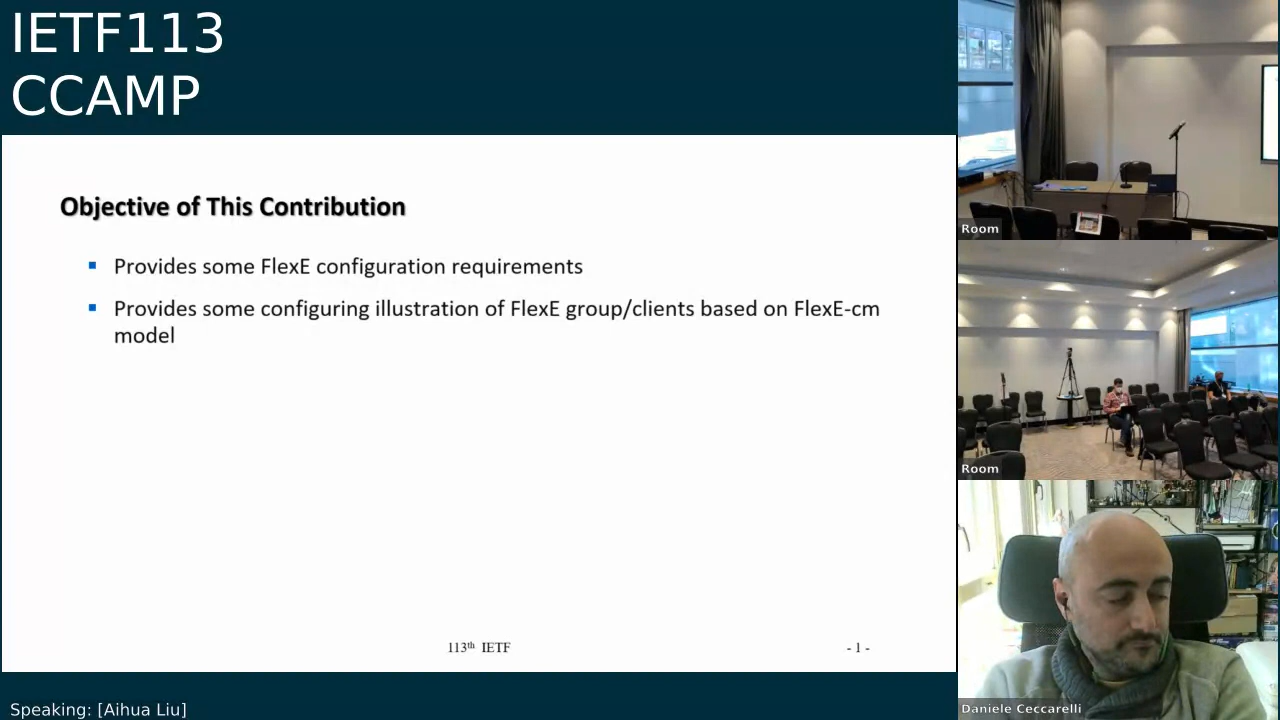 IETF113
CCAMP
Objective of This Contribution
Provides some FlexE configuration requirements
Provides some configuring illustration of FlexE group/clients based on FlexE-cm
model
113th IETF
- 1 -
Speaking: [Aihua Liu]
Room
Room
Daniele Ceccarelli